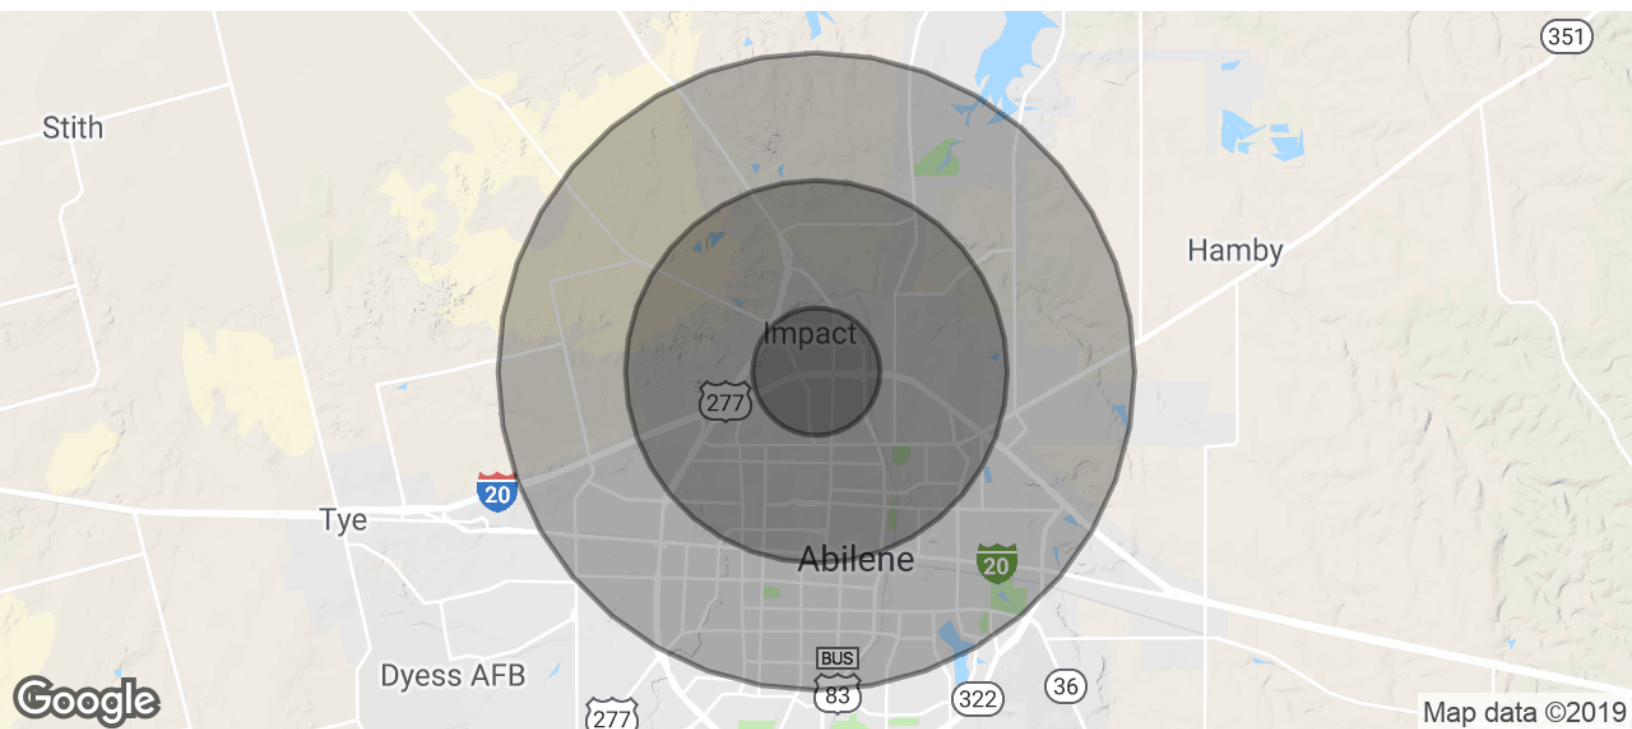 351
Stith
Hamby
Impact
277
20
Tye
Abilene
20
BUS
Dyess AFB
83
36
322
277
Google
Map data ©2019